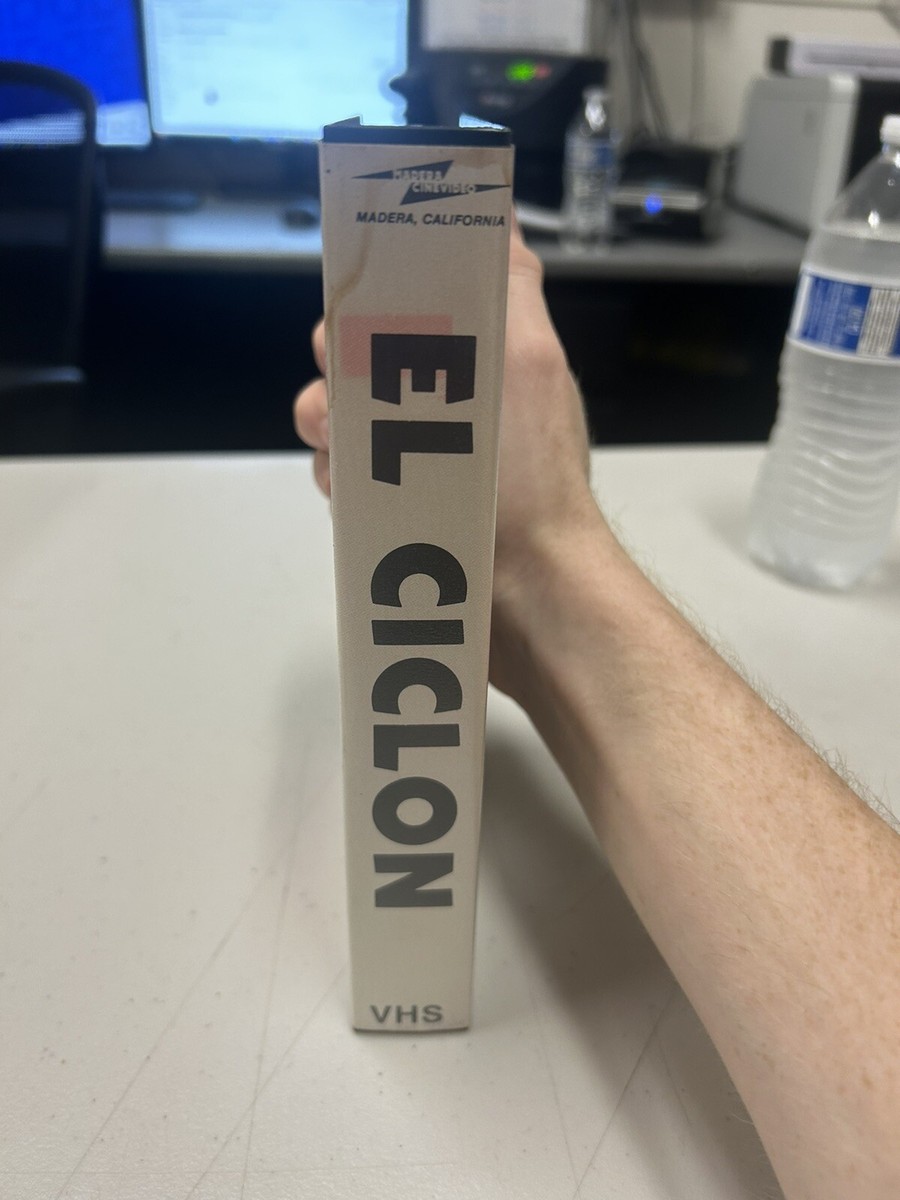 MADERA
CINEVIDEO
MADERA, CALIFORNIA
EL CICLON
VHS